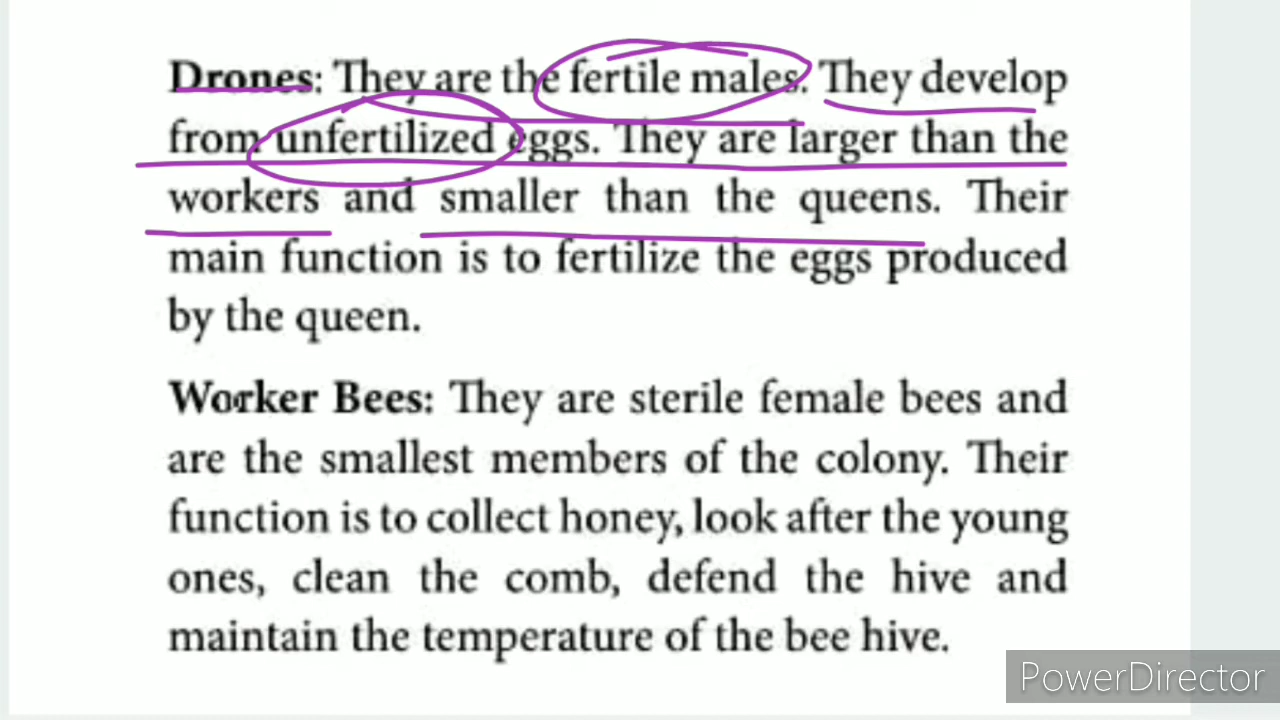 Drones: They are the fertile males. They develop
from unfertilized eggs. They are larger than the
workers and smaller than the queens. Their
main function is to fertilize the eggs produced
by the queen.
Worker Bees: They are sterile female bees and
are the smallest members of the colony. Their
function is to collect honey, look after the young
ones, clean the comb, defend the hive and
maintain the temperature of the bee hive.
PowerDirector